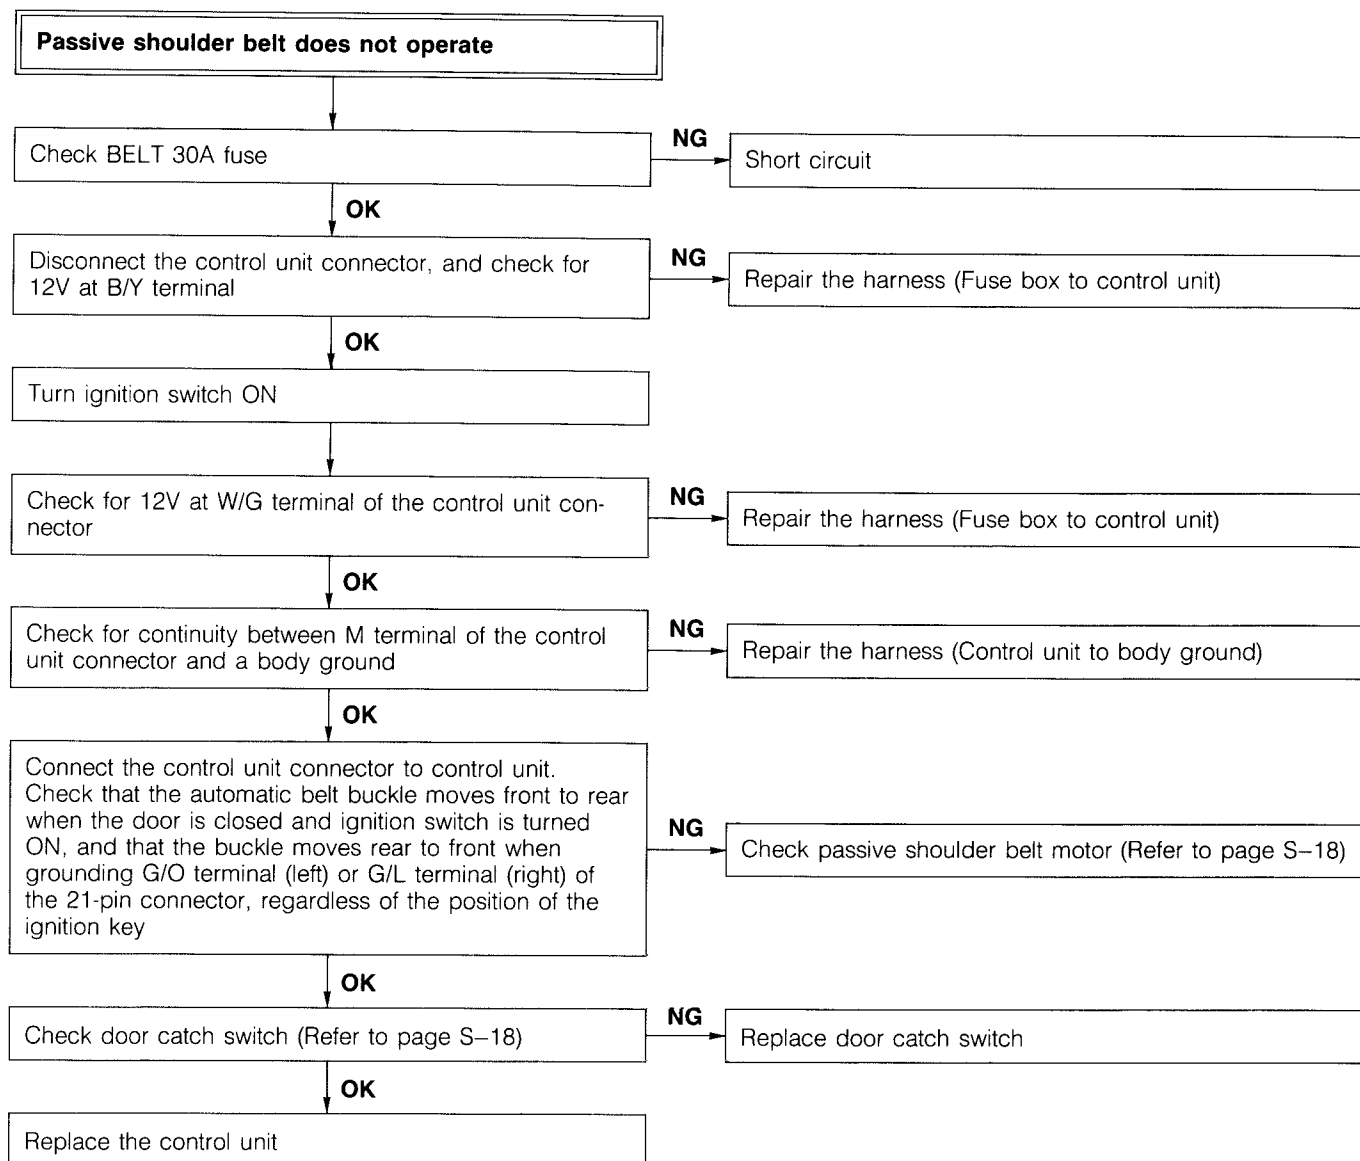 Passive shoulder belt does not operate
Check BELT 30A fuse
NG
Short circuit
OK
Disconnect the control unit connector, and check for
12V at B/Y terminal
NG
Repair the harness (Fuse box to control unit)
OK
Turn ignition switch ON
Check for 12V at W/G terminal of the control unit con-
nector
NG
Repair the harness (Fuse box to control unit)
OK
Check for continuity between M terminal of the control
unit connector and a body ground
NG
Repair the harness (Control unit to body ground)
OK
Connect the control unit connector to control unit.
Check that the automatic belt buckle moves front to rear
when the door is closed and ignition switch is turned
ON, and that the buckle moves rear to front when
grounding G/O terminal (left) or G/L terminal (right) of
the 21-pin connector, regardless of the position of the
ignition key
NG
Check passive shoulder belt motor (Refer to page S–18)
OK
Check door catch switch (Refer to page S–18)
NG
Replace door catch switch
OK
Replace the control unit